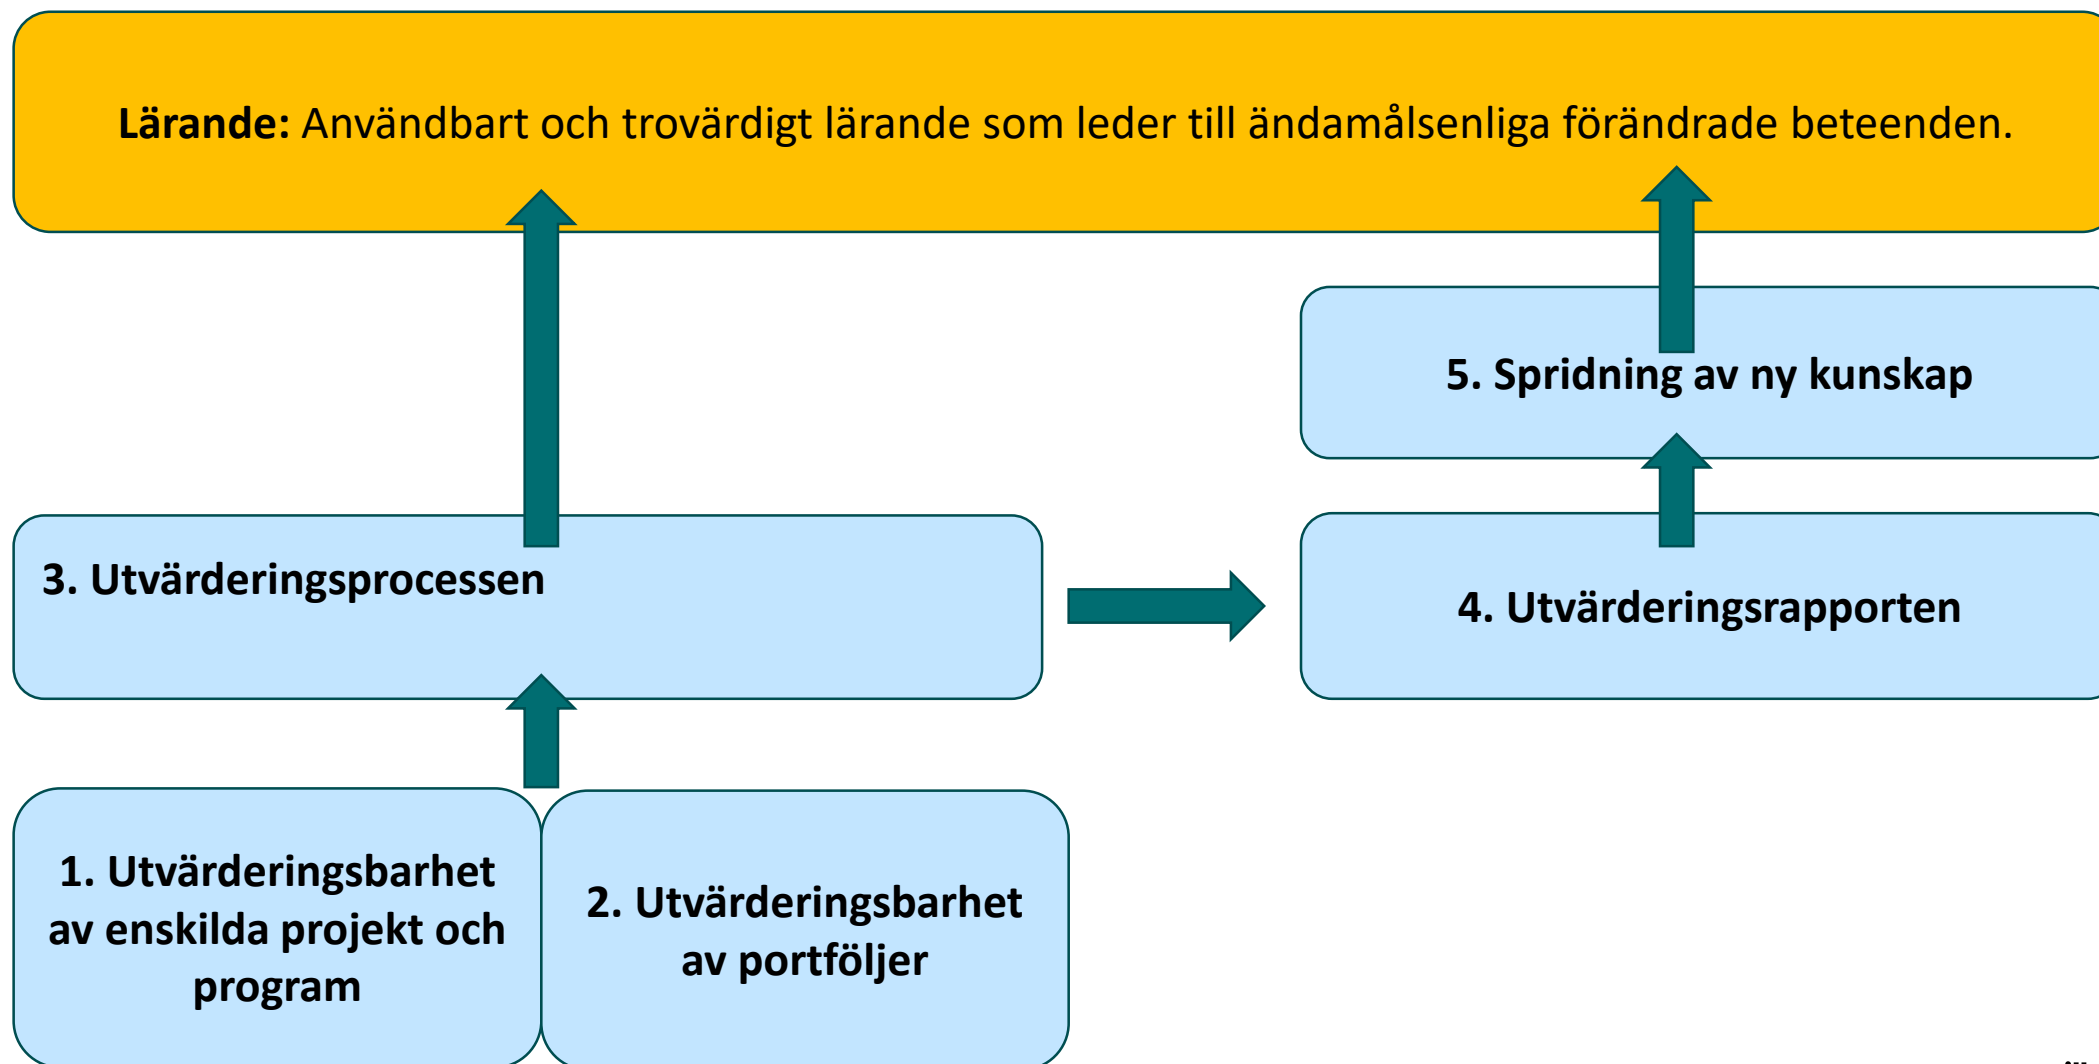 Lärande: Användbart och trovärdigt lärande som leder till ändamålsenliga förändrade beteenden.
5. Spridning av ny kunskap
3. Utvärderingsprocessen
4. Utvärderingsrapporten
1. Utvärderingsbarhet
av enskilda projekt och
program
2. Utvärderingsbarhet
av portföljer